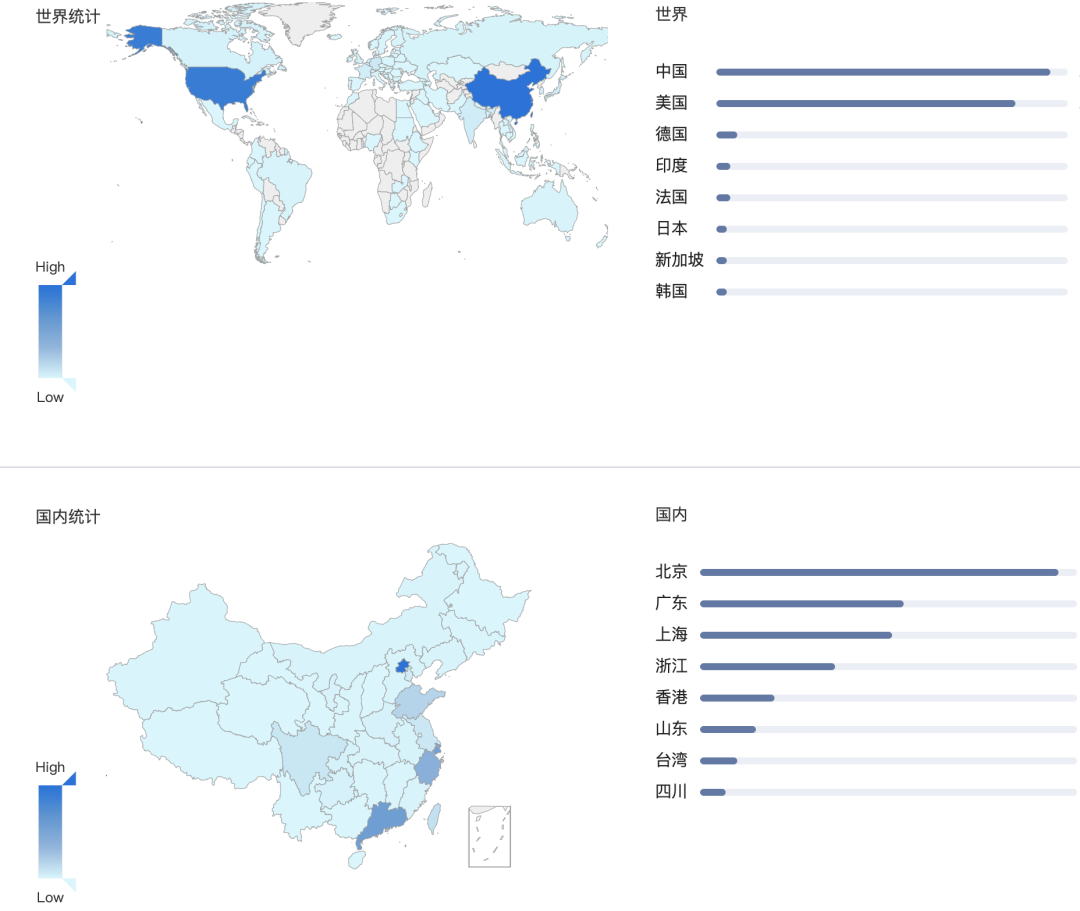 世界统计
High
Low
世界
中国
美国
德国
印度
法国
日本
新加坡
韩国
国内统计
High
Low
国内
北京
广东
上海
浙江
香港
山东
台湾
四川